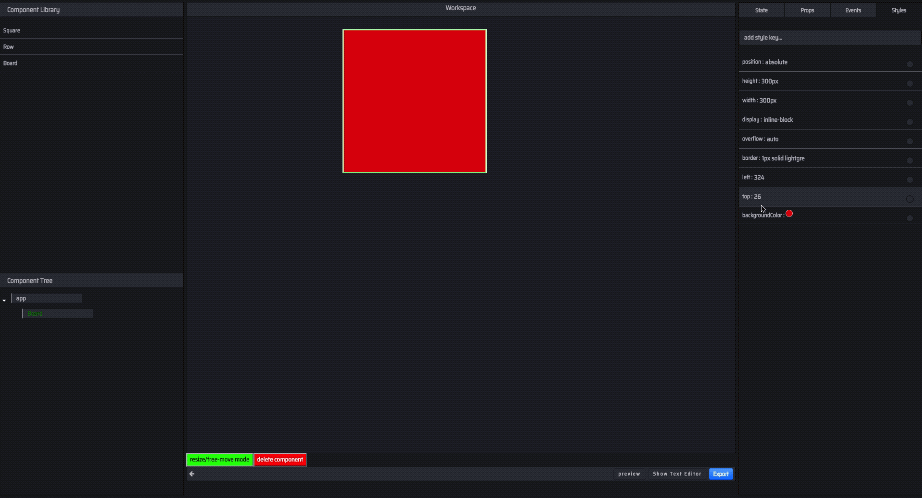 Component Library
Square
Row
Board
Component Tree
app
Workspace
resize/free-move mode
delete component
preview
Show Text Editor
Export
State
Props
Events
Styles
add style key...
position : absolute
height : 300px
width : 300px
display : inline-block
overflow : auto
border : 1px solid lightgre
left : 324
top : 26
backgroundColor :